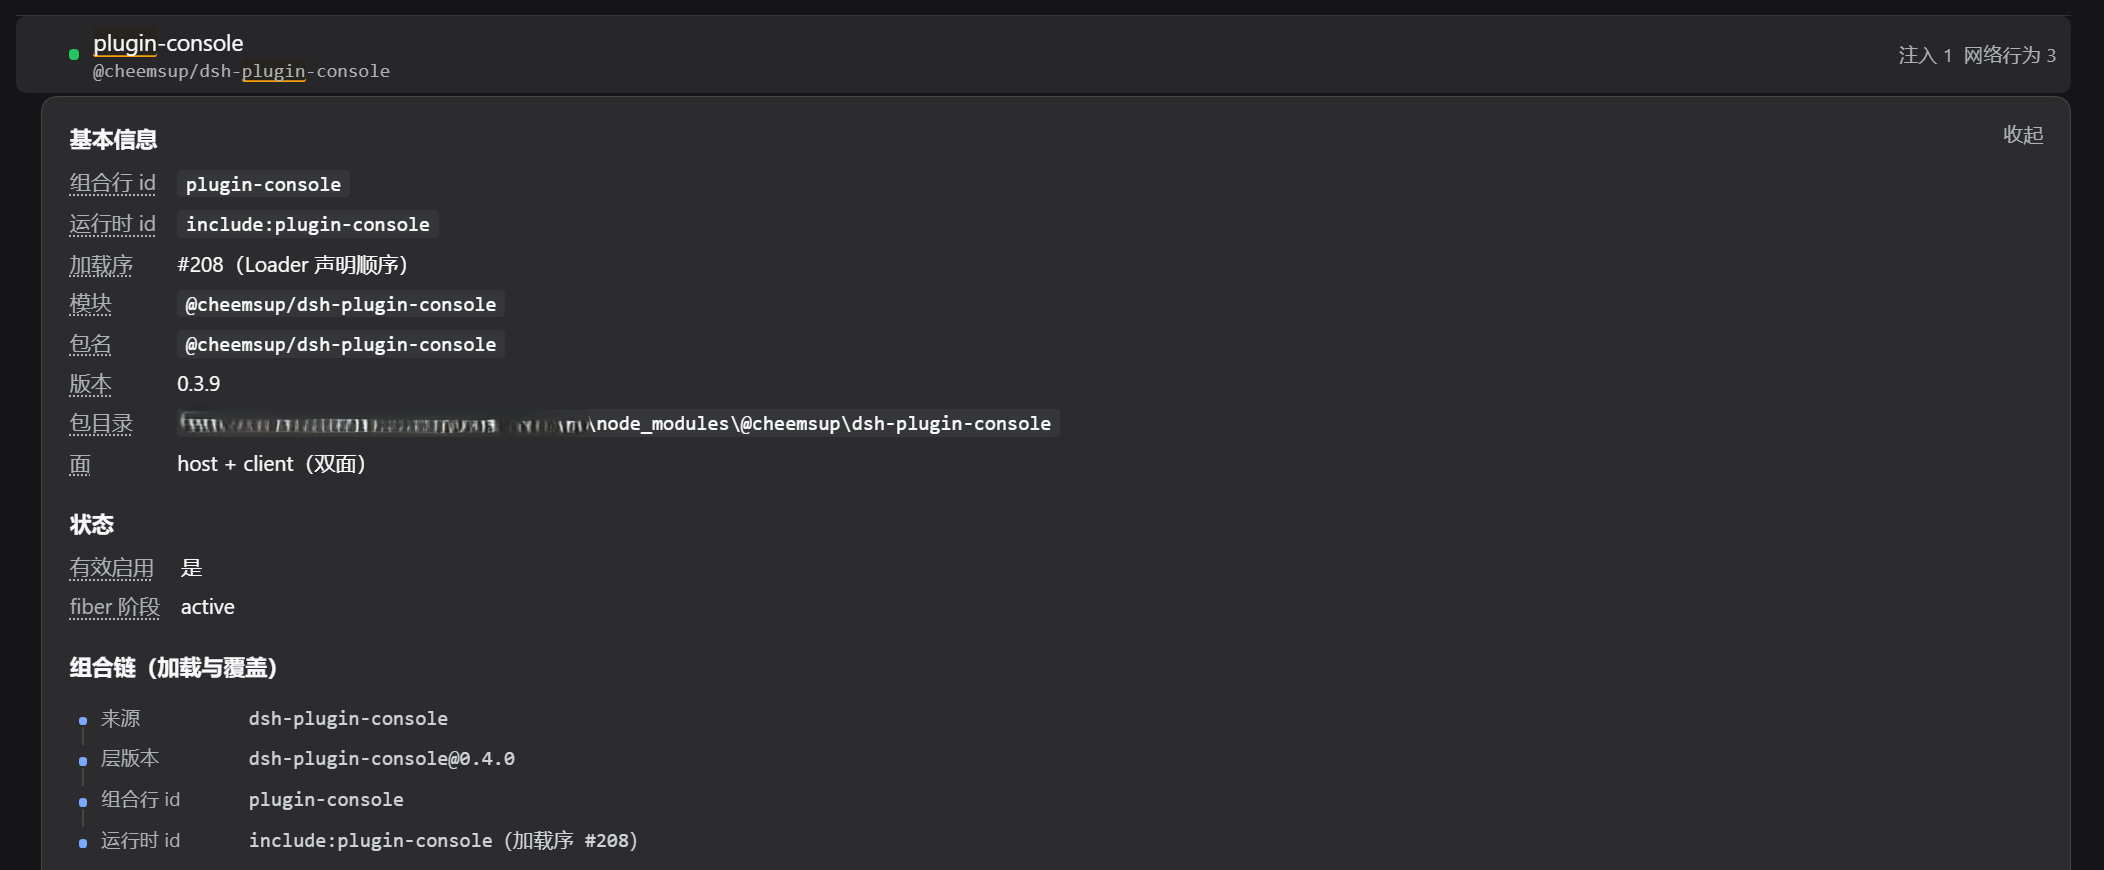 plugin-console
@cheemsup/dsh-plugin-console
注入 1 网络行为 3
基本信息
收起
组合行 id plugin-console
运行时 id include:plugin-console
加载序 #208（Loader 声明顺序）
模块 @cheemsup/dsh-plugin-console
包名 @cheemsup/dsh-plugin-console
版本 0.3.9
包目录 \node_modules\@cheemsup\dsh-plugin-console
面 host + client（双面）
状态
有效启用 是
fiber 阶段 active
组合链（加载与覆盖）
来源 dsh-plugin-console
层版本 dsh-plugin-console@0.4.0
组合行 id plugin-console
运行时 id include:plugin-console（加载序 #208）